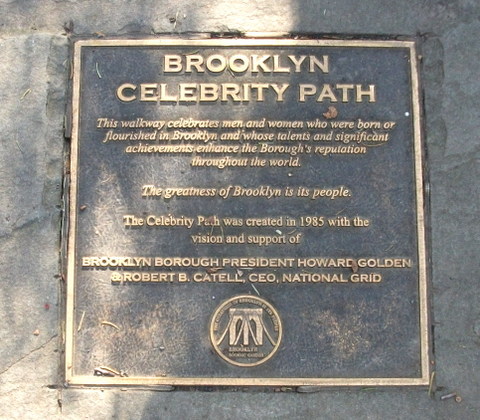 BROOKLYN
CELEBRITY PATH
This walkway celebrates men and women who were born or
flourished in Brooklyn and whose talents and significant
achievements enhance the Borough's reputation
throughout the world.
The greatness of Brooklyn is its people.
The Celebrity Path was created in 1985 with the
vision and support of
BROOKLYN BOROUGH PRESIDENT HOWARD GOLDEN
& ROBERT B. CATELL, CEO, NATIONAL GRID
BROOKLYN